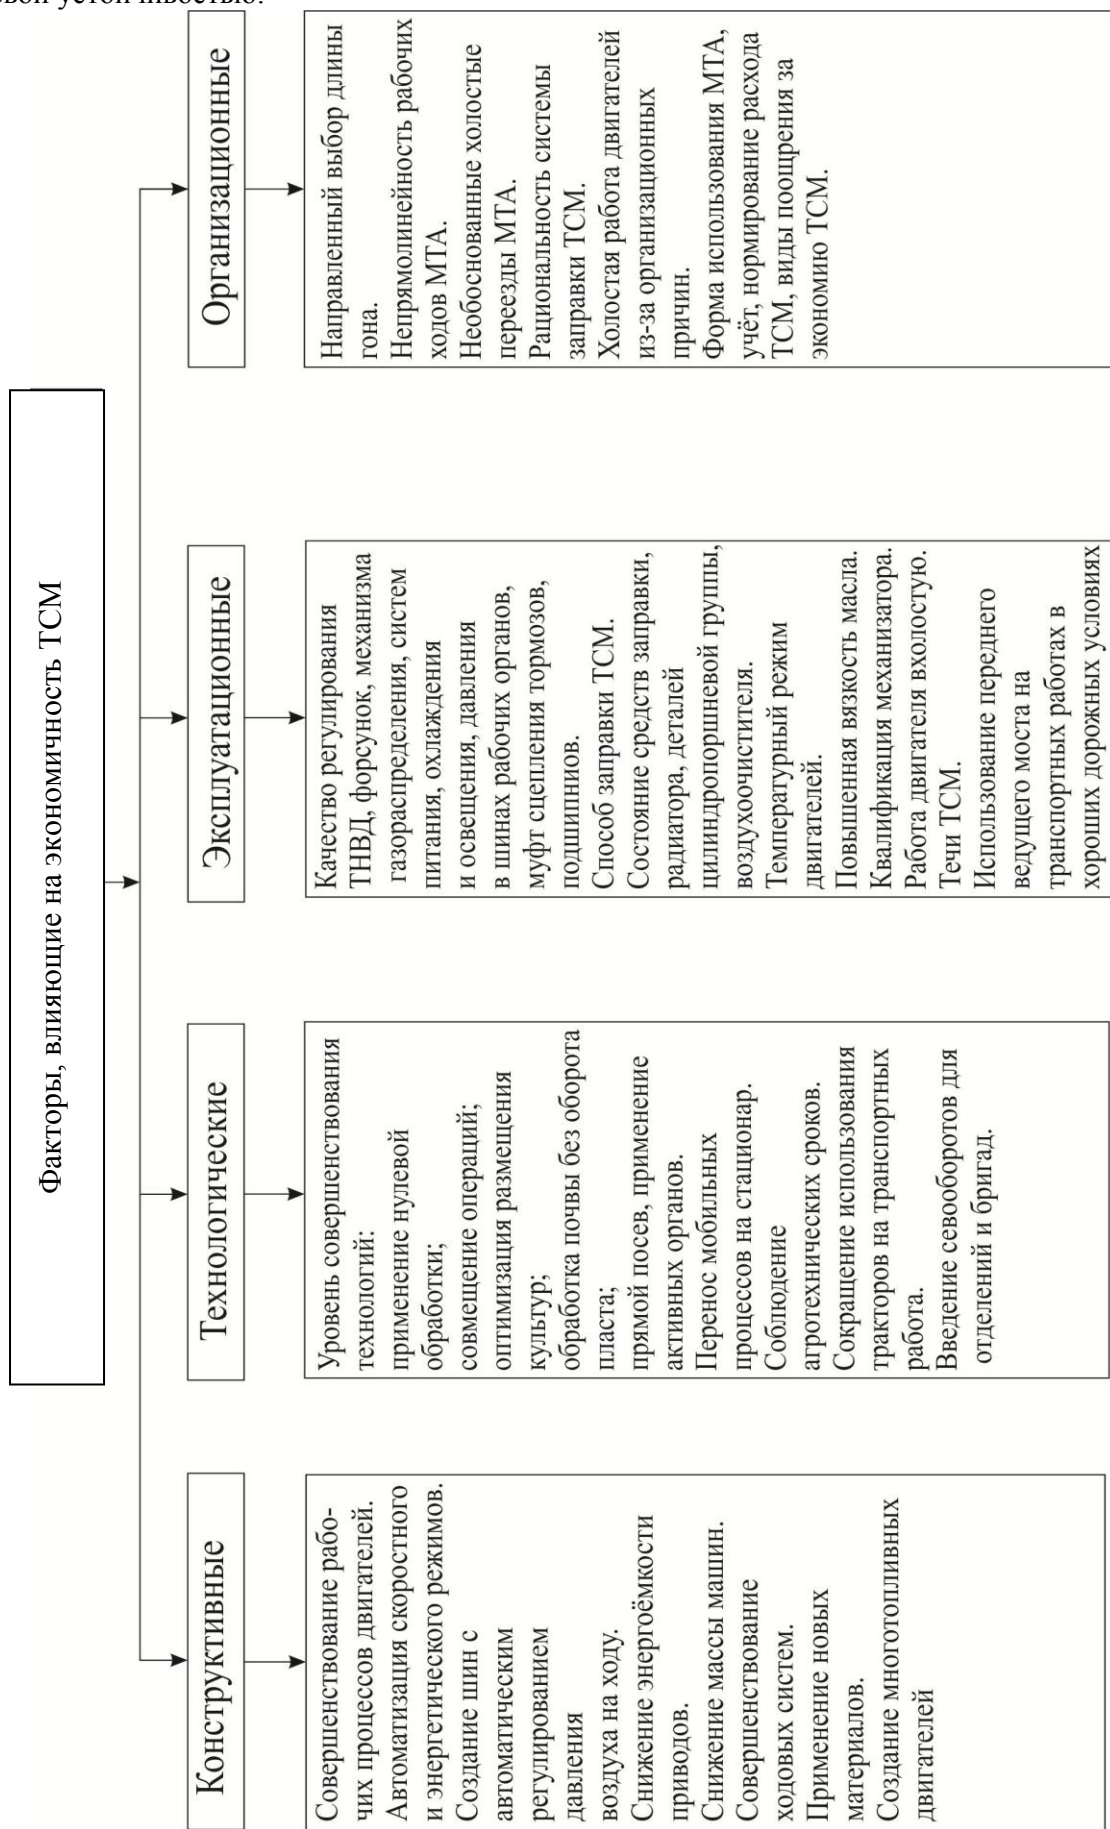 Факторы, влияющие на экономичность ТСМ
Конструктивные
Совершенствование рабо-
чих процессов двигателей.
Автоматизация скоростного
и энергетического режимов.
Создание шин с
автоматическим
регулированием
давления
воздуха на ходу.
Снижение энергоёмкости
приводов.
Снижение массы машин.
Совершенствование
ходовых систем.
Применение новых
материалов.
Создание многотопливных
двигателей
Технологические
Уровень совершенствования
технологий:
применение нулевой
обработки;
совмещение операций;
оптимизация размещения
культур;
обработка почвы без оборота
пласта;
прямой посев, применение
активных органов.
Перенос мобильных
процессов на стационар.
Соблюдение
агротехнических сроков.
Сокращение использования
тракторов на транспортных
работа.
Введение севооборотов для
отделений и бригад.
Эксплуатационные
Качество регулирования
ТНВД, форсунок, механизма
газораспределения, систем
питания, охлаждения
и освещения, давления
в шинах рабочих органов,
муфт сцепления тормозов,
подшипниов.
Способ заправки ТСМ.
Состояние средств заправки,
радиатора, деталей
цилиндропоршневой группы,
воздухоочистителя.
Температурный режим
двигателей.
Повышенная вязкость масла.
Квалификация механизатора.
Работа двигателя вхолостую.
Течи ТСМ.
Использование переднего
ведущего моста на
транспортных работах в
хороших дорожных условиях
Организационные
Направленный выбор длины
гона.
Непрямолинейность рабочих
ходов МТА.
Необоснованные холостые
переезды МТА.
Рациональность системы
заправки ТСМ.
Холостая работа двигателей
из-за организационных
причин.
Форма использования МТА,
учёт, нормирование расхода
ТСМ, виды поощрения за
экономию ТСМ.